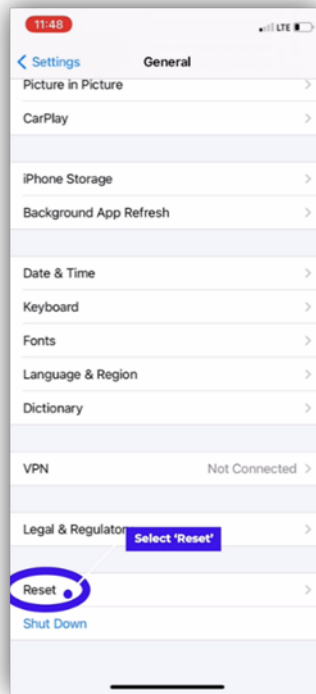 11:48
LTE
Settings
General
Picture in Picture
CarPlay
iPhone Storage
Background App Refresh
Date & Time
Keyboard
Fonts
Language & Region
Dictionary
VPN
Not Connected
Legal & Regulatory
Select ‘Reset’
Reset
Shut Down